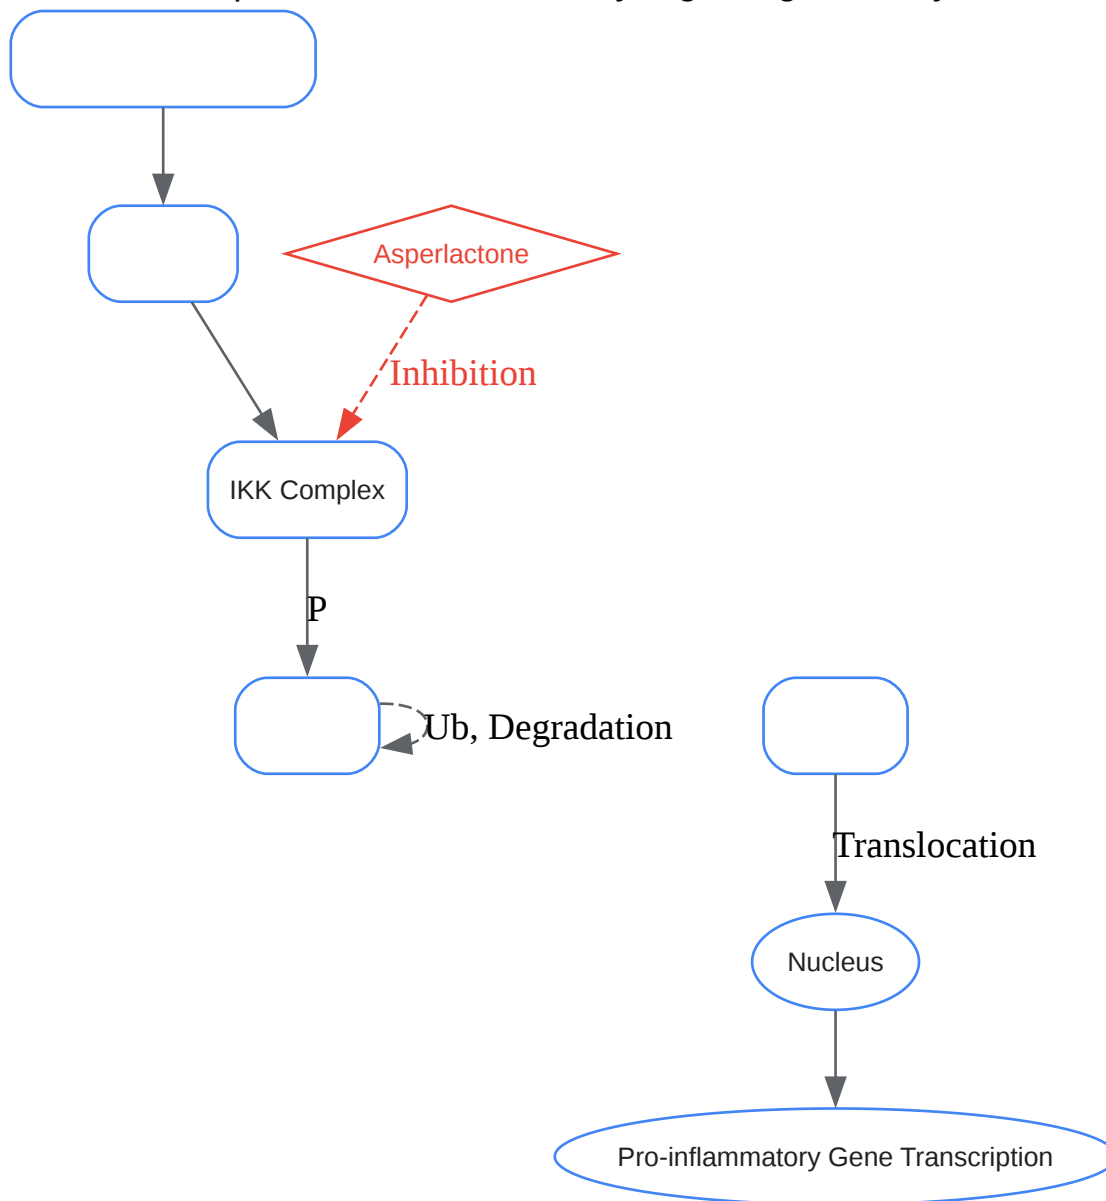 Asperlactone
Inhibition
IKK Complex
P
Ub, Degradation
Translocation
Nucleus
Pro-inflammatory Gene Transcription